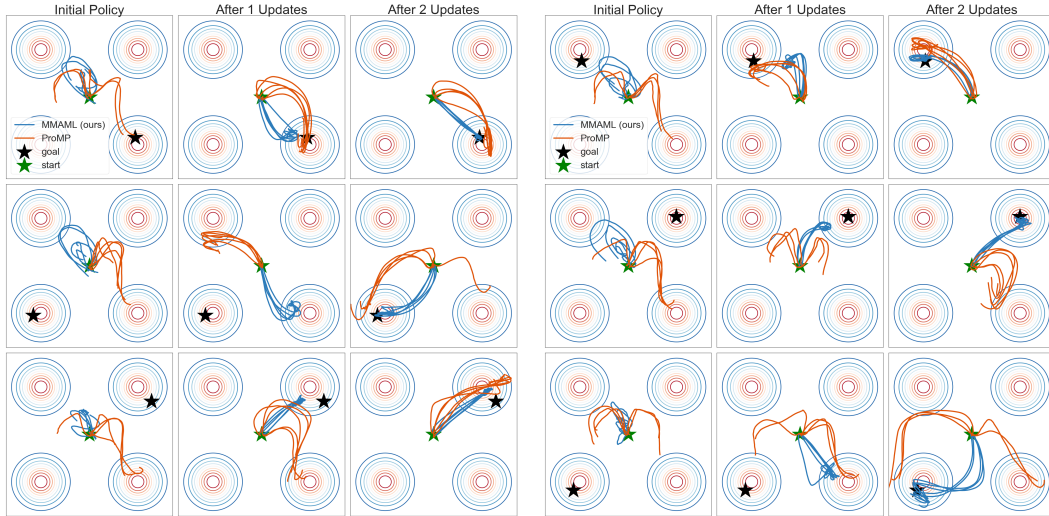 Initial Policy After 1 Updates After 2 Updates Initial Policy After 1 Updates After 2 Updates
MMAML (ours)
ProMP
goal
start
MMAML (ours)
ProMP
goal
start